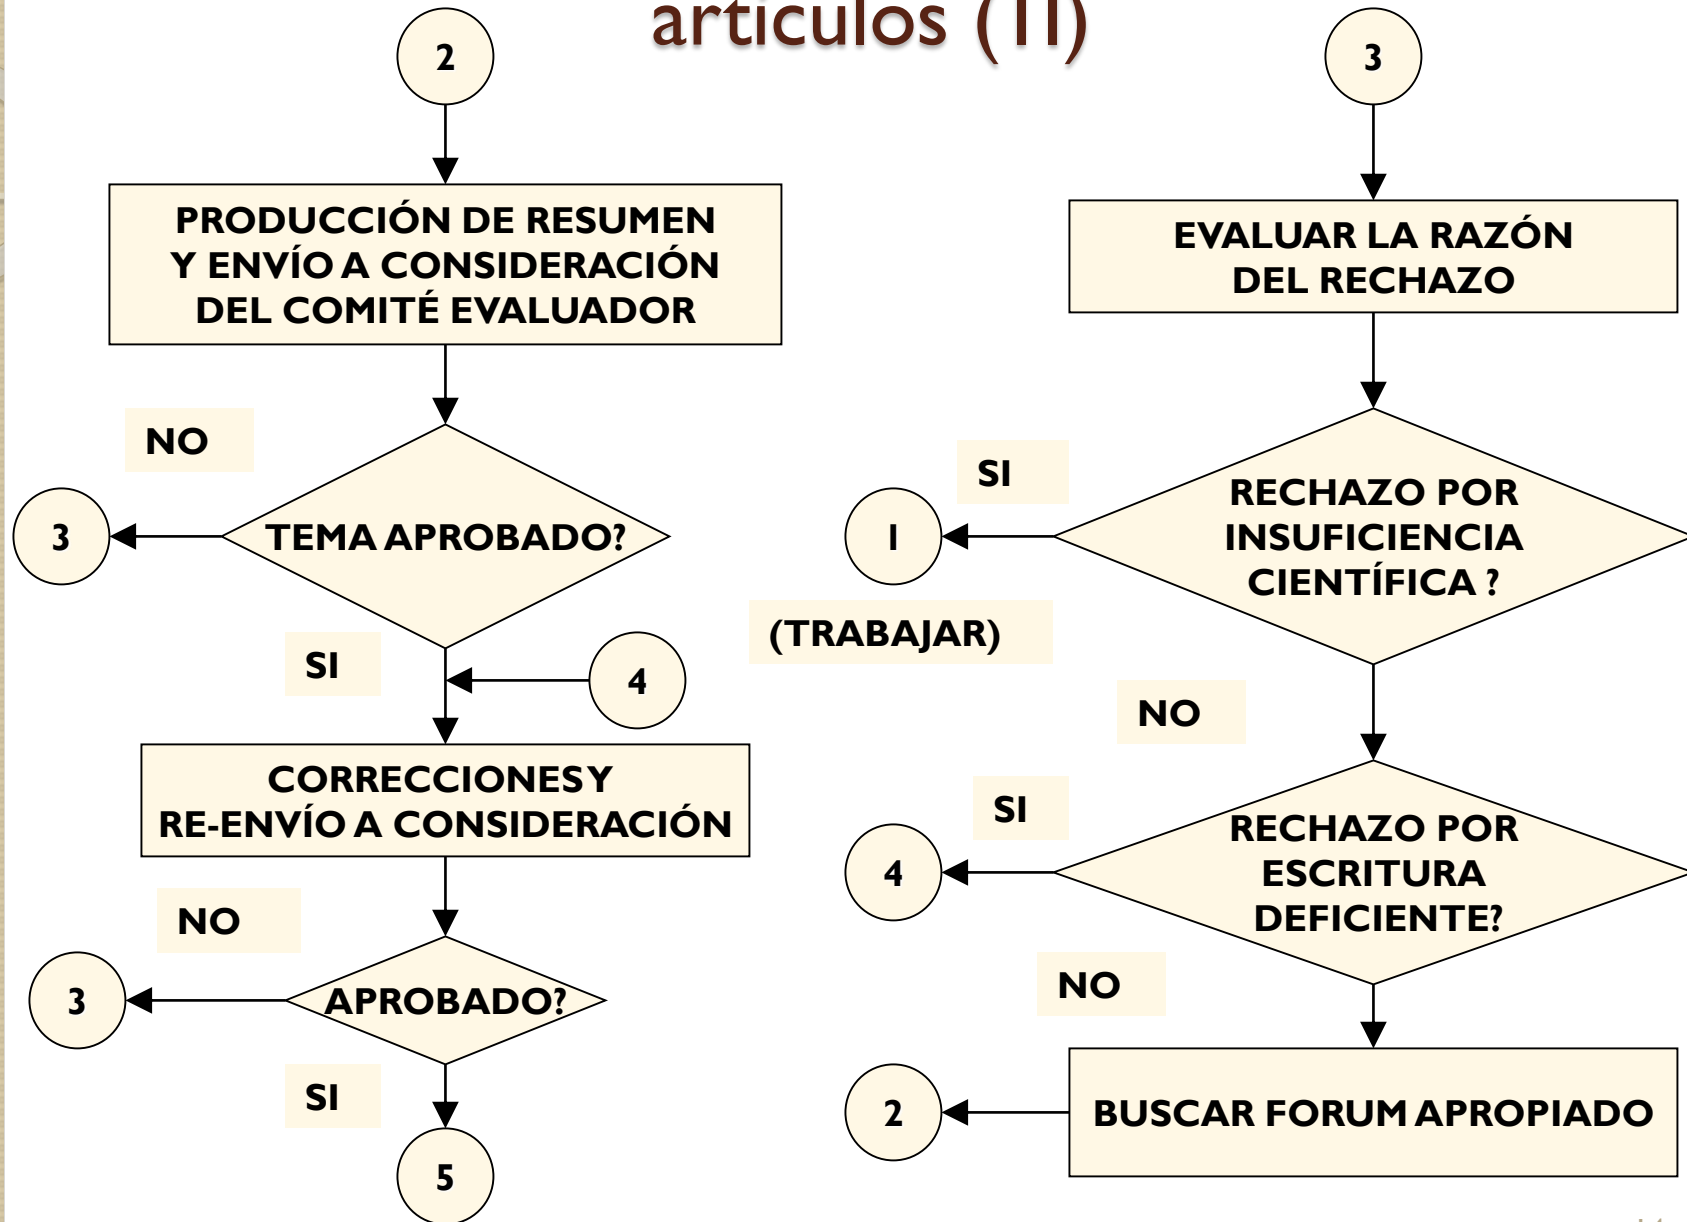 artículos (II)
2
PRODUCCIÓN DE RESUMEN
Y ENVÍO A CONSIDERACIÓN
DEL COMITÉ EVALUADOR
NO
TEMA APROBADO?
3
SI
4
CORRECCIONES Y
RE-ENVÍO A CONSIDERACIÓN
NO
APROBADO?
3
SI
5
3
EVALUAR LA RAZÓN
DEL RECHAZO
SI
RECHAZO POR
INSUFICIENCIA
CIENTÍFICA ?
1
(TRABAJAR)
NO
SI
RECHAZO POR
ESCRITURA
DEFICIENTE?
4
NO
BUSCAR FORUM APROPIADO
2